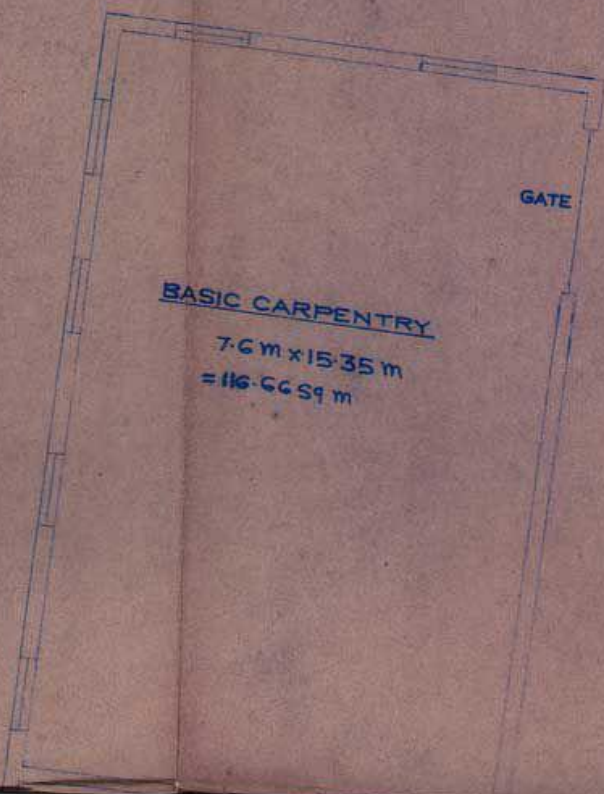 GATE
BASIC CARPENTRY
7.6 m x 15.35 m
= 116.66 Sq m